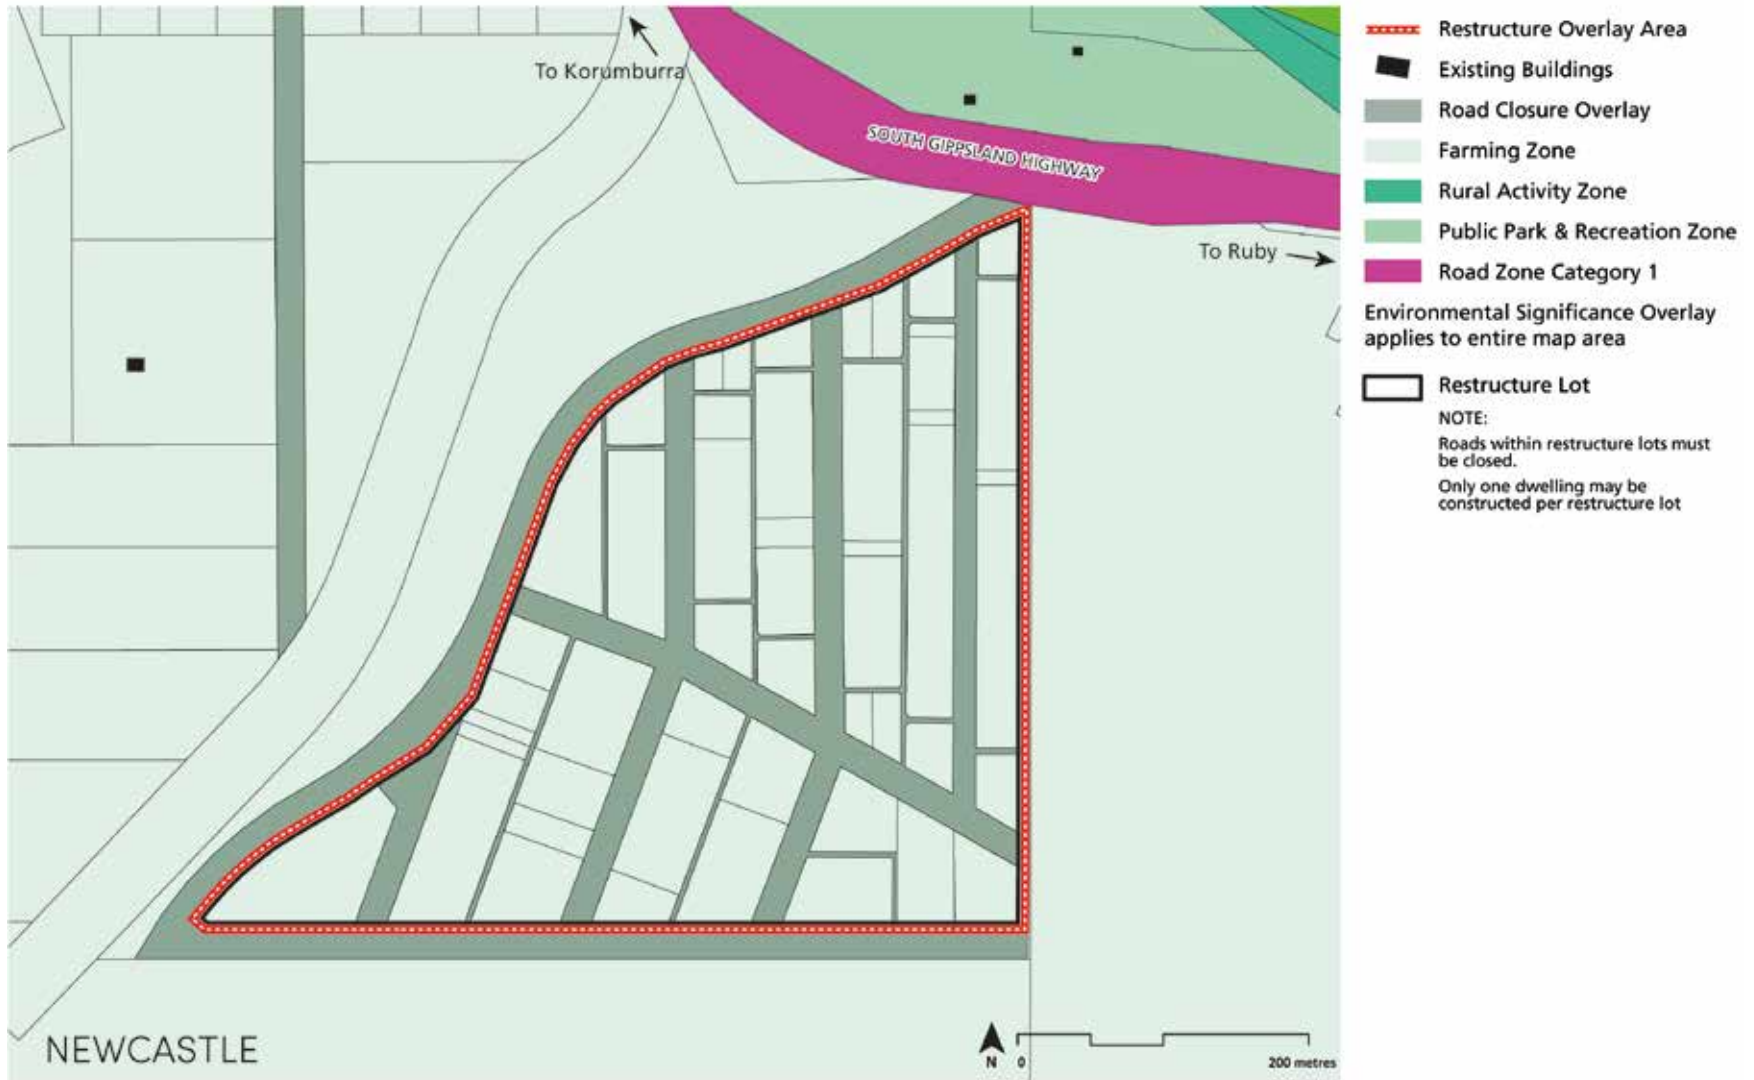 To Korumburra
SOUTH GIPPSLAND HIGHWAY
To Ruby
NEWCASTLE
N
0
200 metres
Restructure Overlay Area
Existing Buildings
Road Closure Overlay
Farming Zone
Rural Activity Zone
Public Park & Recreation Zone
Road Zone Category 1
Environmental Significance Overlay
applies to entire map area
Restructure Lot
NOTE:
Roads within restructure lots must
be closed.
Only one dwelling may be
constructed per restructure lot